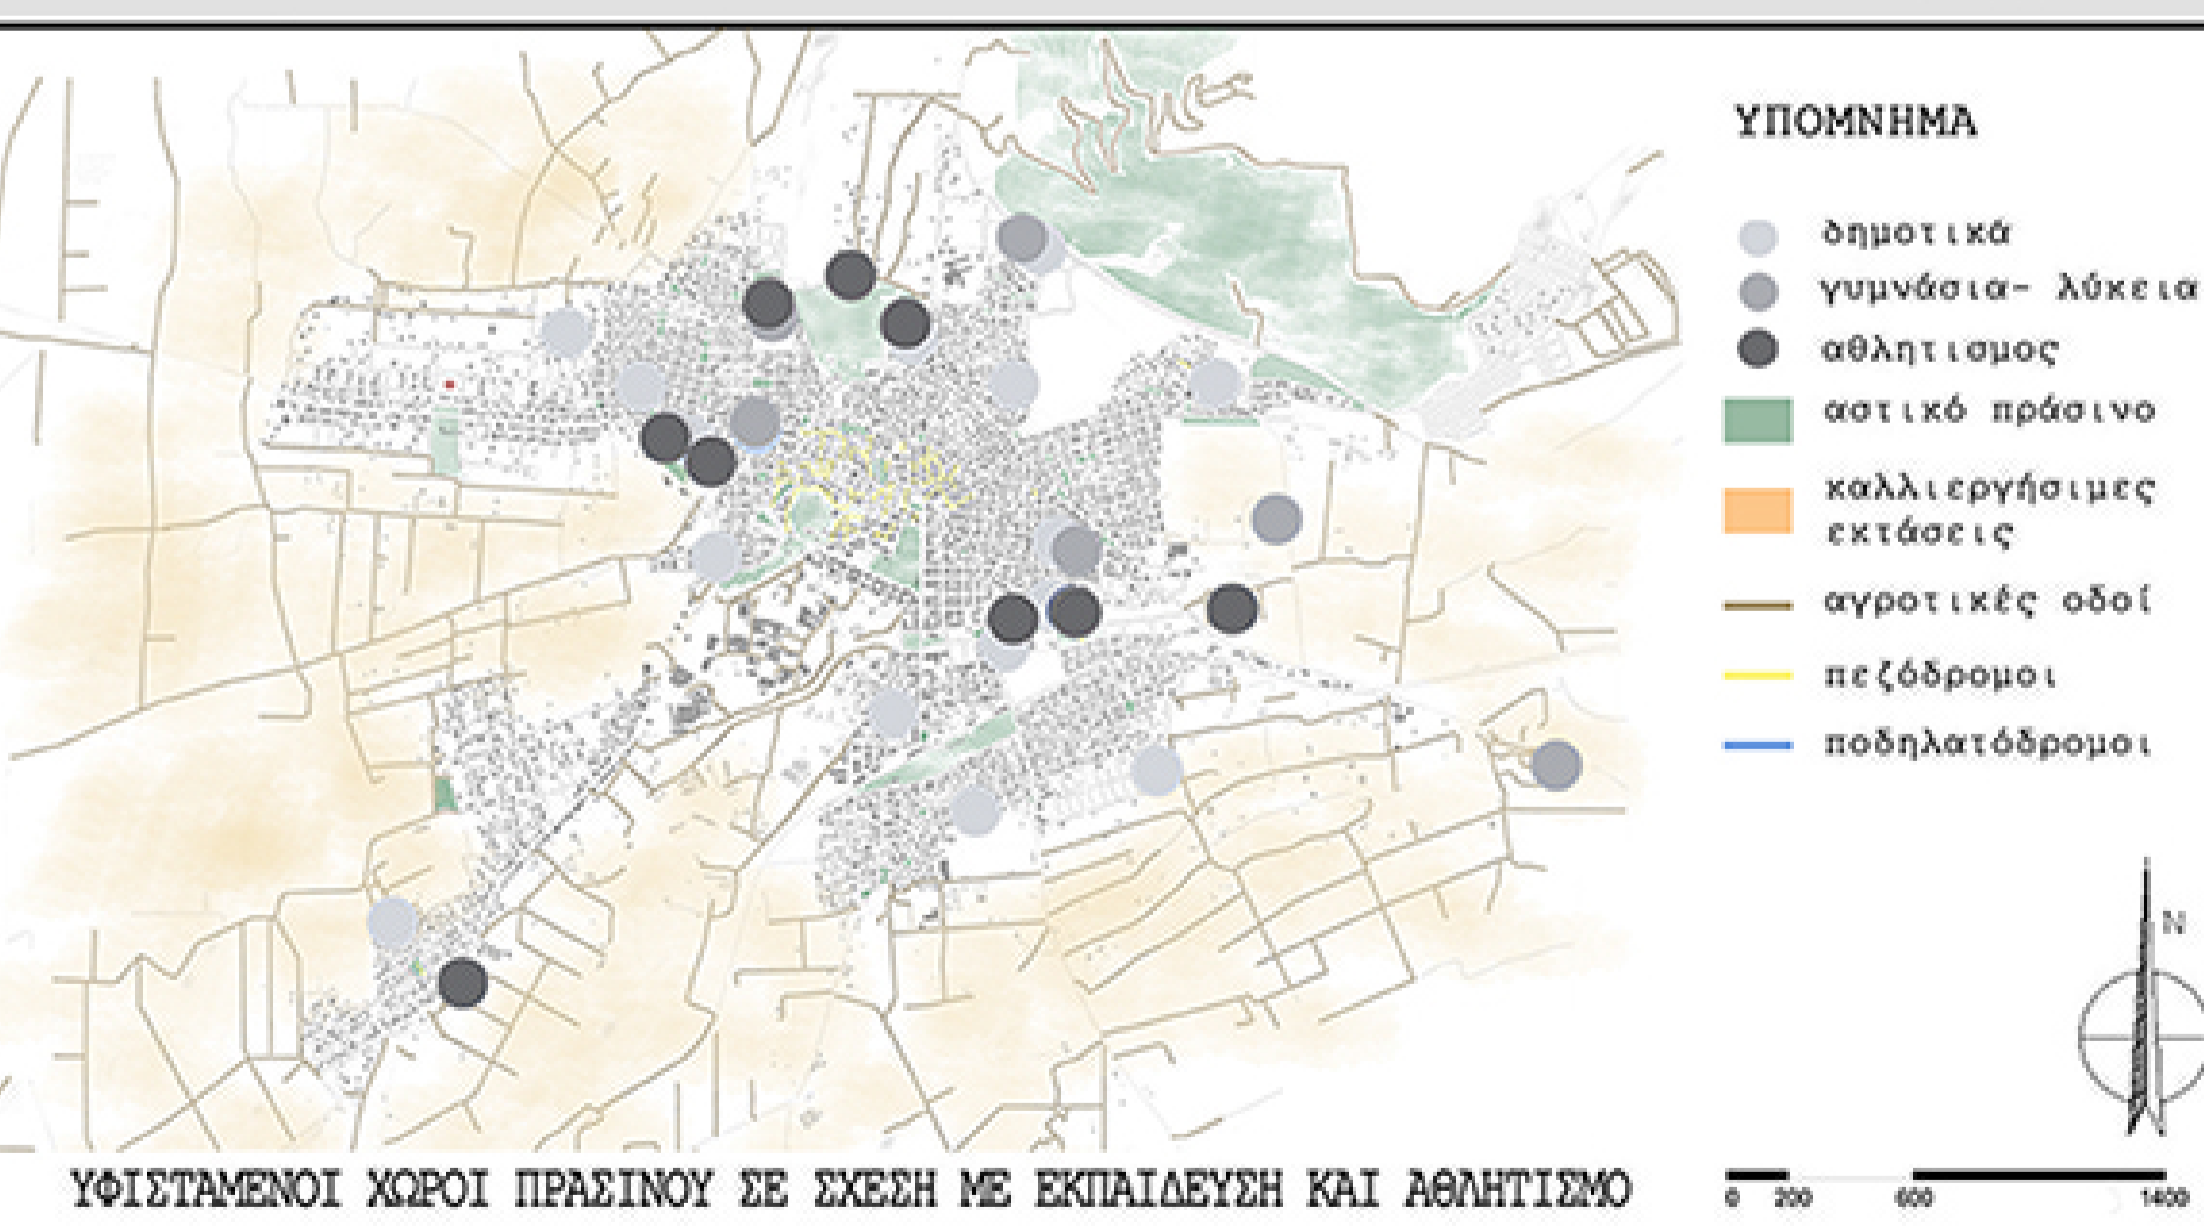 ΥΠΟΜΝΗΜΑ
δημοτικά
γυμνάσια- λύκεια
αθλητισμος
αστικό πράσινο
καλλιεργήσιμες
εκτάσεις
αγροτικές οδοί
πεζόδρομοι
ποδηλατόδρομοι
N
0 200 600 1400
ΥΦΙΣΤΑΜΕΝΟΙ ΧΩΡΟΙ ΠΡΑΣΙΝΟΥ ΣΕ ΣΧΕΣΗ ΜΕ ΕΚΠΑΙΔΕΥΣΗ ΚΑΙ ΑΘΛΗΤΙΣΜΟ